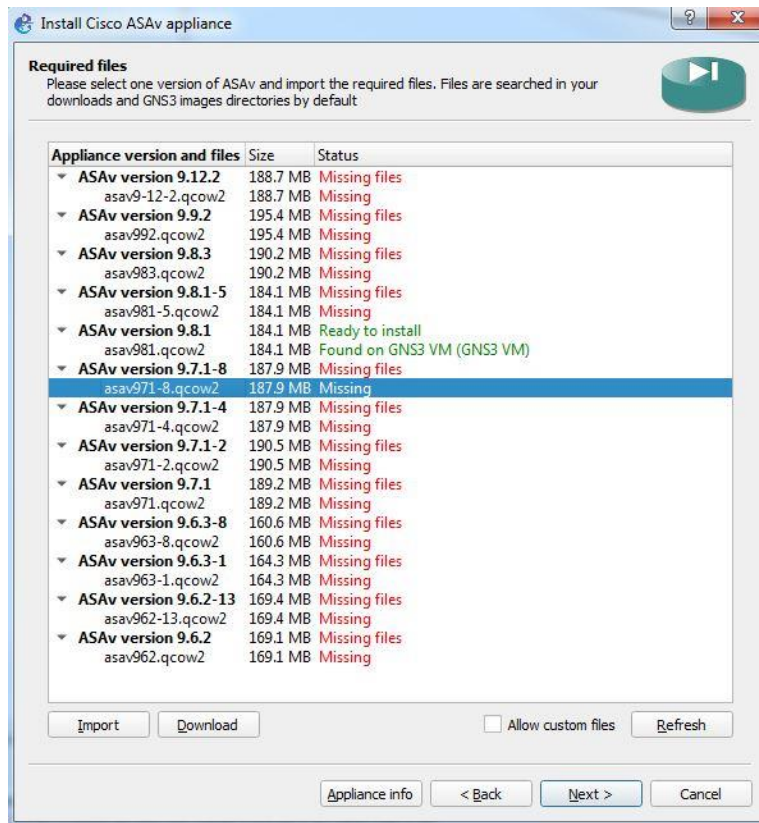 Install Cisco ASAv appliance
Required files
Please select one version of ASAv and import the required files. Files are searched in your
downloads and GNS3 images directories by default
Appliance version and files Size Status
ASAv version 9.12.2 188.7 MB Missing files
asav9-12-2.qcow2 188.7 MB Missing
ASAv version 9.9.2 195.4 MB Missing files
asav992.qcow2 195.4 MB Missing
ASAv version 9.8.3 190.2 MB Missing files
asav983.qcow2 190.2 MB Missing
ASAv version 9.8.1-5 184.1 MB Missing files
asav981-5.qcow2 184.1 MB Missing
ASAv version 9.8.1 184.1 MB Ready to install
asav981.qcow2 184.1 MB Found on GNS3 VM (GNS3 VM)
ASAv version 9.7.1-8 187.9 MB Missing files
asav971-8.qcow2 187.9 MB Missing
ASAv version 9.7.1-4 187.9 MB Missing files
asav971-4.qcow2 187.9 MB Missing
ASAv version 9.7.1-2 190.5 MB Missing files
asav971-2.qcow2 190.5 MB Missing
ASAv version 9.7.1 189.2 MB Missing files
asav971.qcow2 189.2 MB Missing
ASAv version 9.6.3-8 160.6 MB Missing files
asav963-8.qcow2 160.6 MB Missing
ASAv version 9.6.3-1 164.3 MB Missing files
asav963-1.qcow2 164.3 MB Missing
ASAv version 9.6.2-13 169.4 MB Missing files
asav962-13.qcow2 169.4 MB Missing
ASAv version 9.6.2 169.1 MB Missing files
asav962.qcow2 169.1 MB Missing
Import Download Allow custom files Refresh
Appliance info < Back Next > Cancel